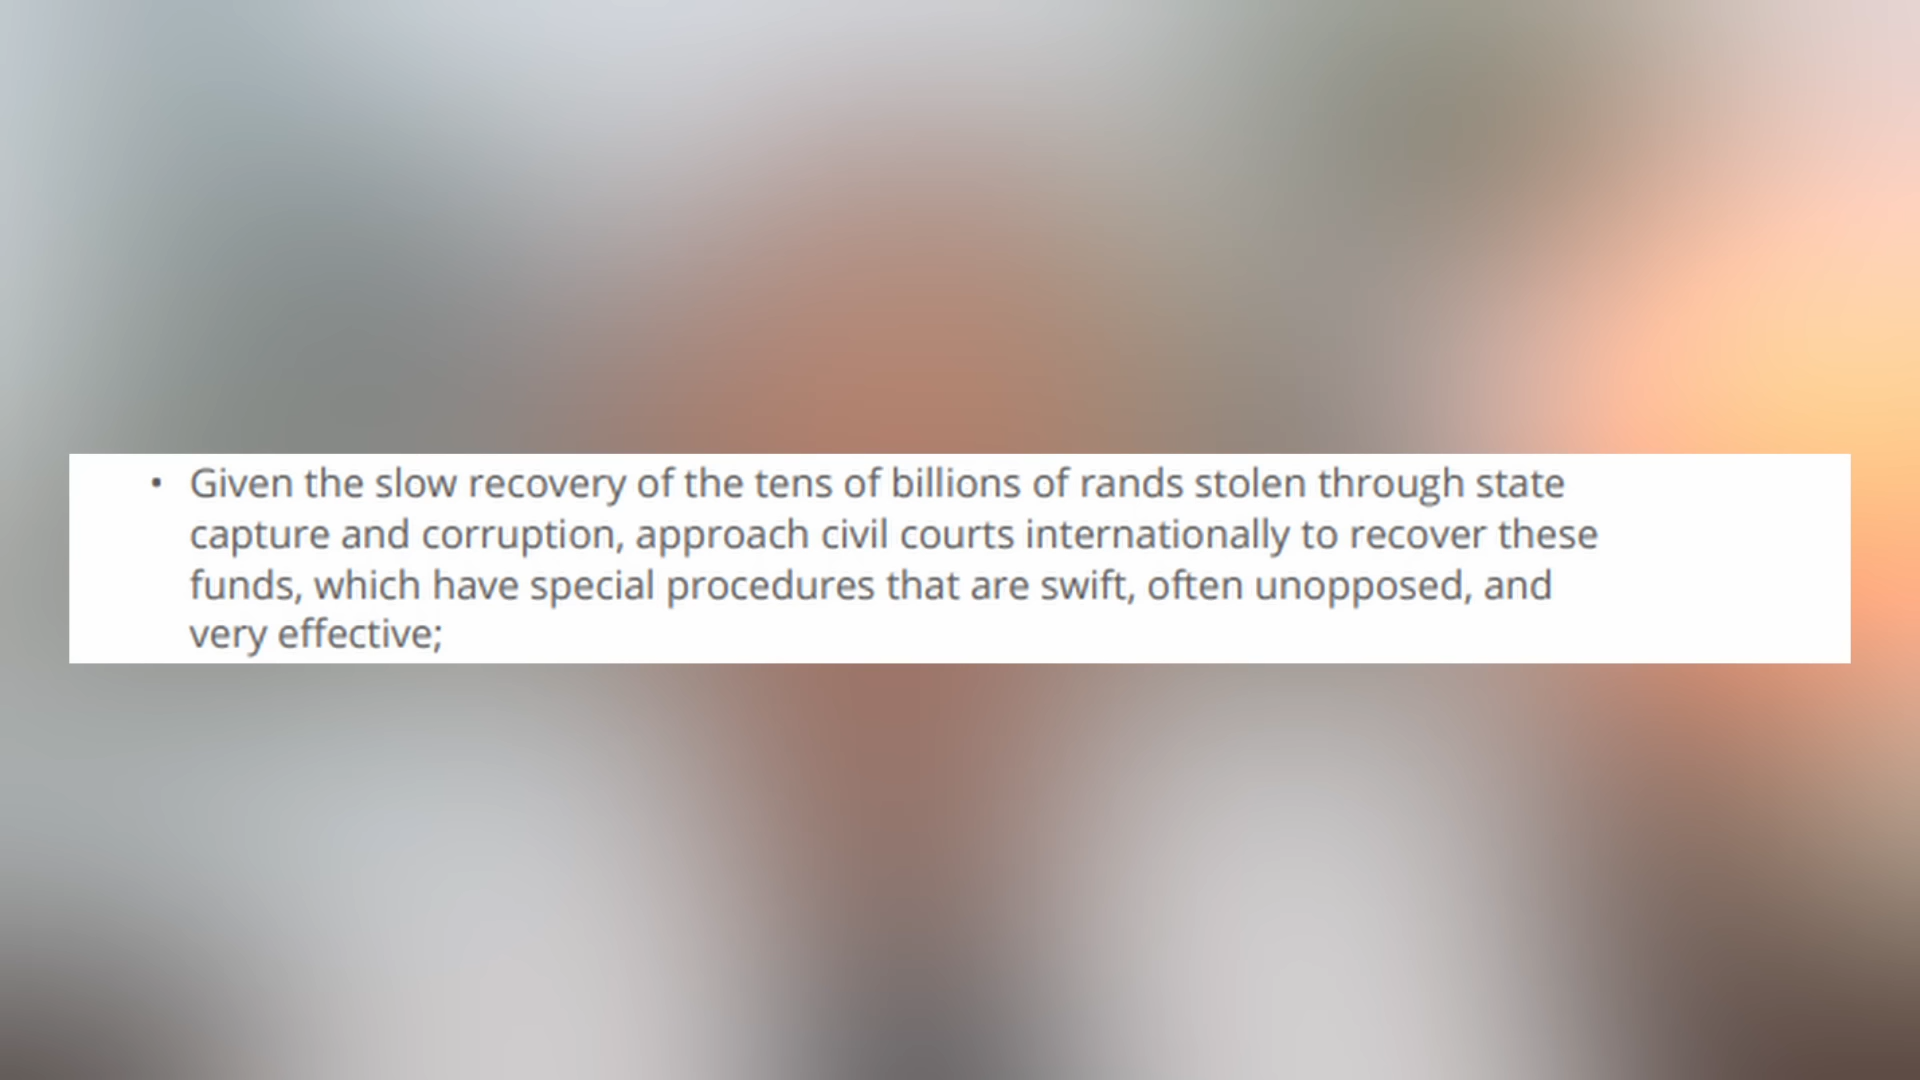 • Given the slow recovery of the tens of billions of rands stolen through state
capture and corruption, approach civil courts internationally to recover these
funds, which have special procedures that are swift, often unopposed, and
very effective;